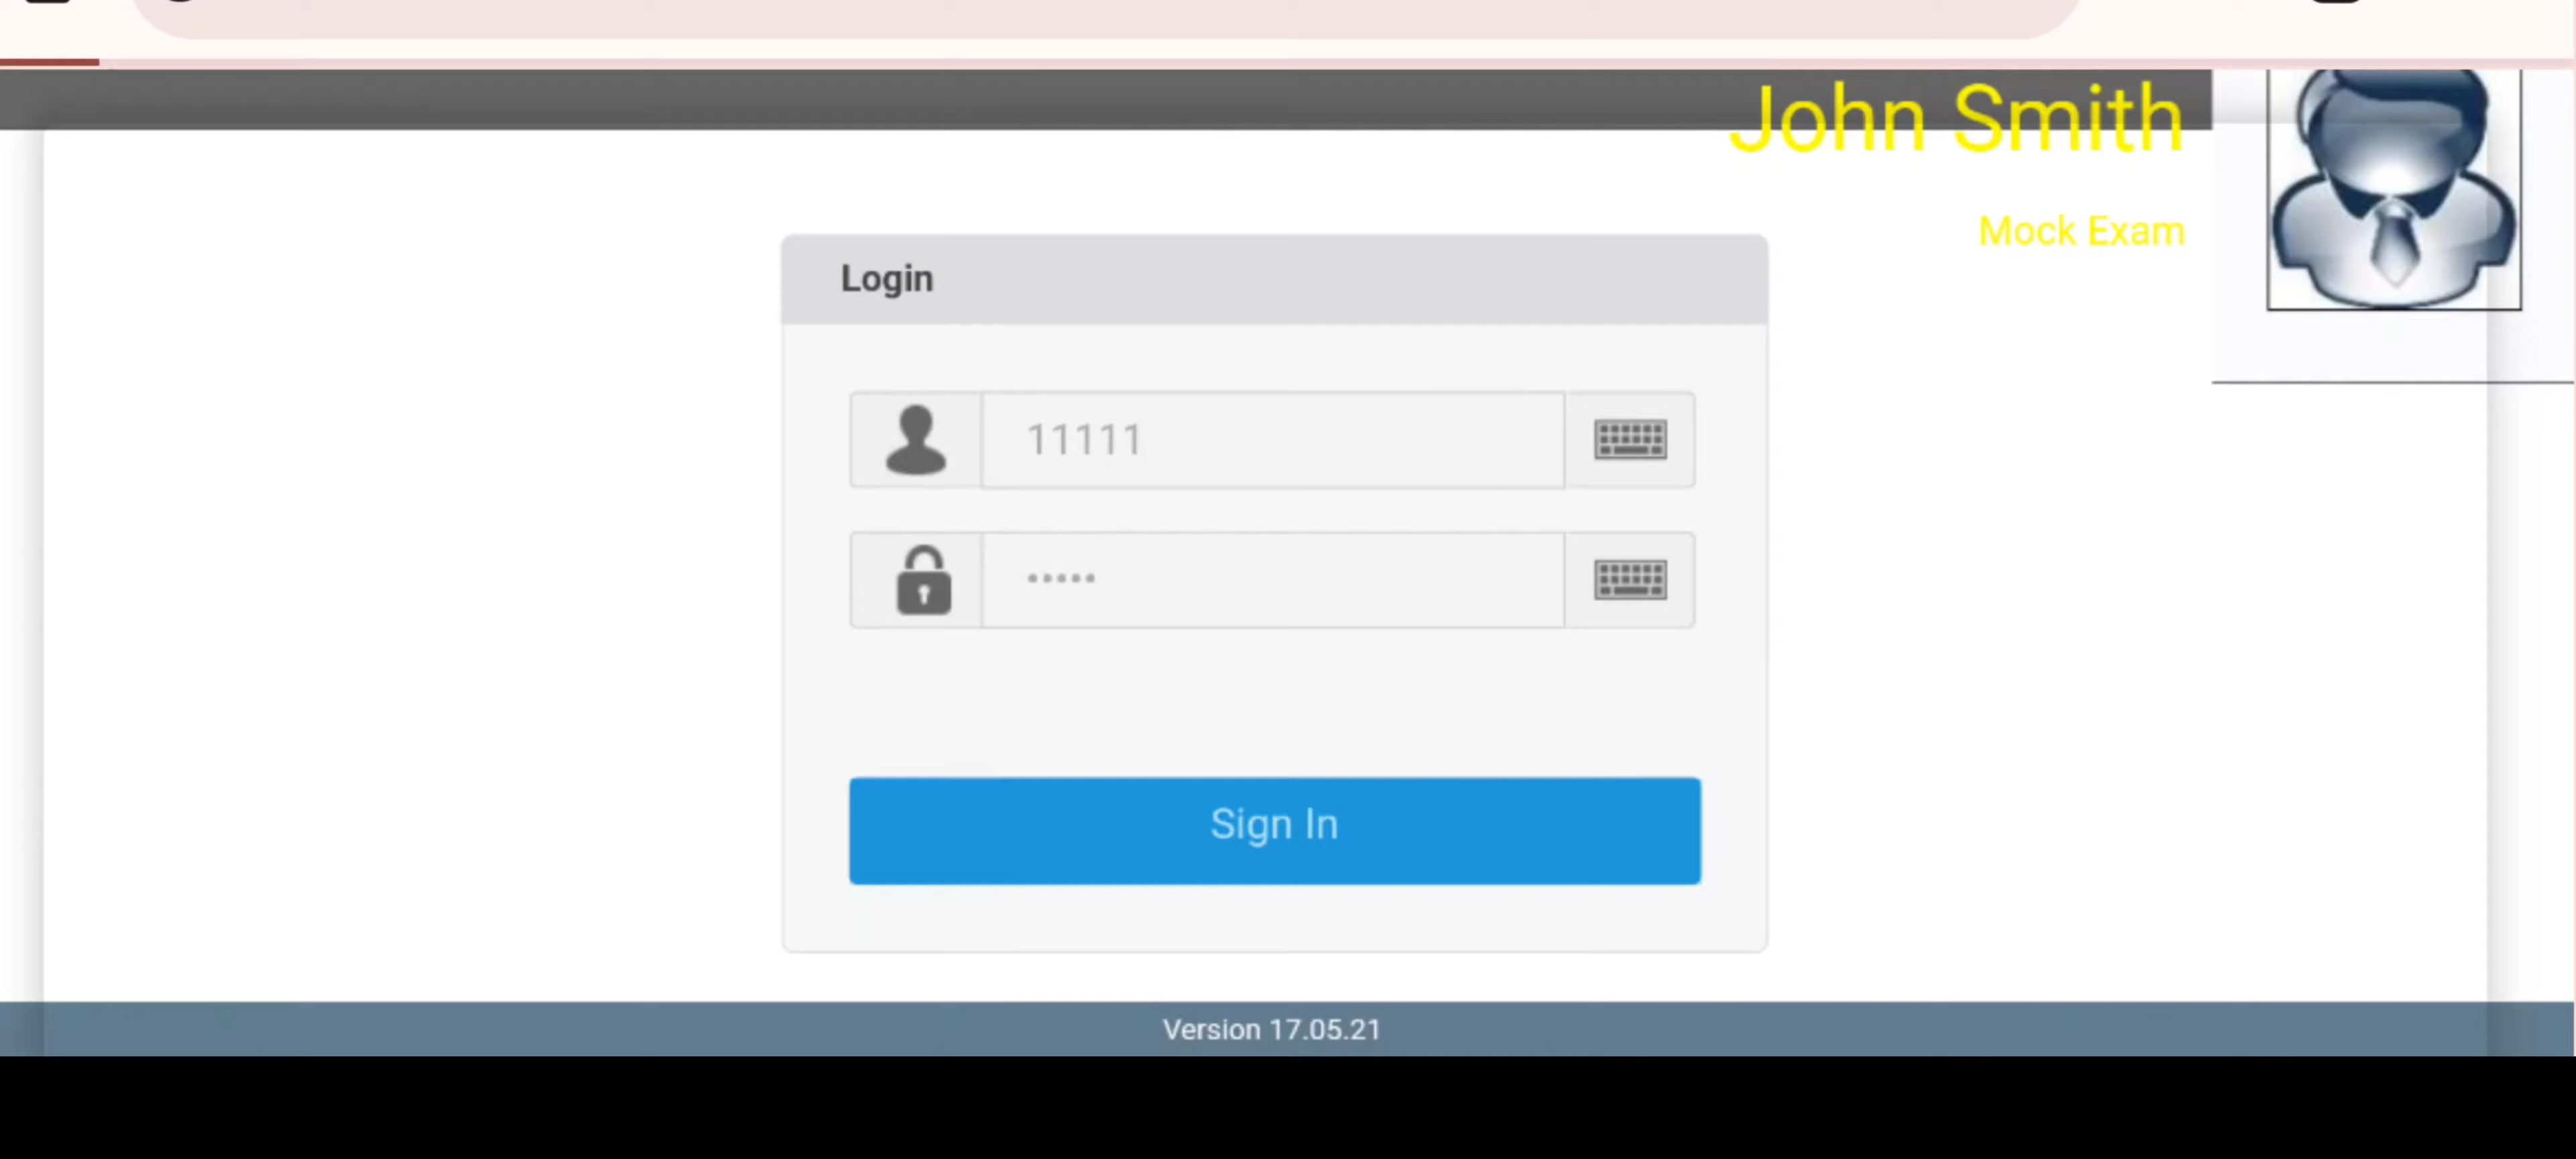 John Smith
Mock Exam
Login
11111
•••••
Sign In
Version 17.05.21